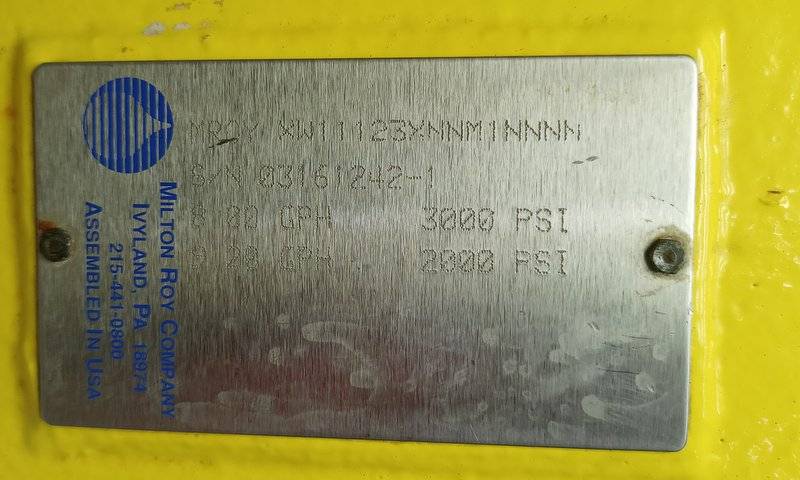 MROY XW11123XNNM1NNNN
S/N 03161242-1
8.00 GPH 3000 PSI
9.20 GPH 2000 PSI
MILTON ROY COMPANY
IVYLAND, PA 18974
215-441-0800
ASSEMBLED IN USA